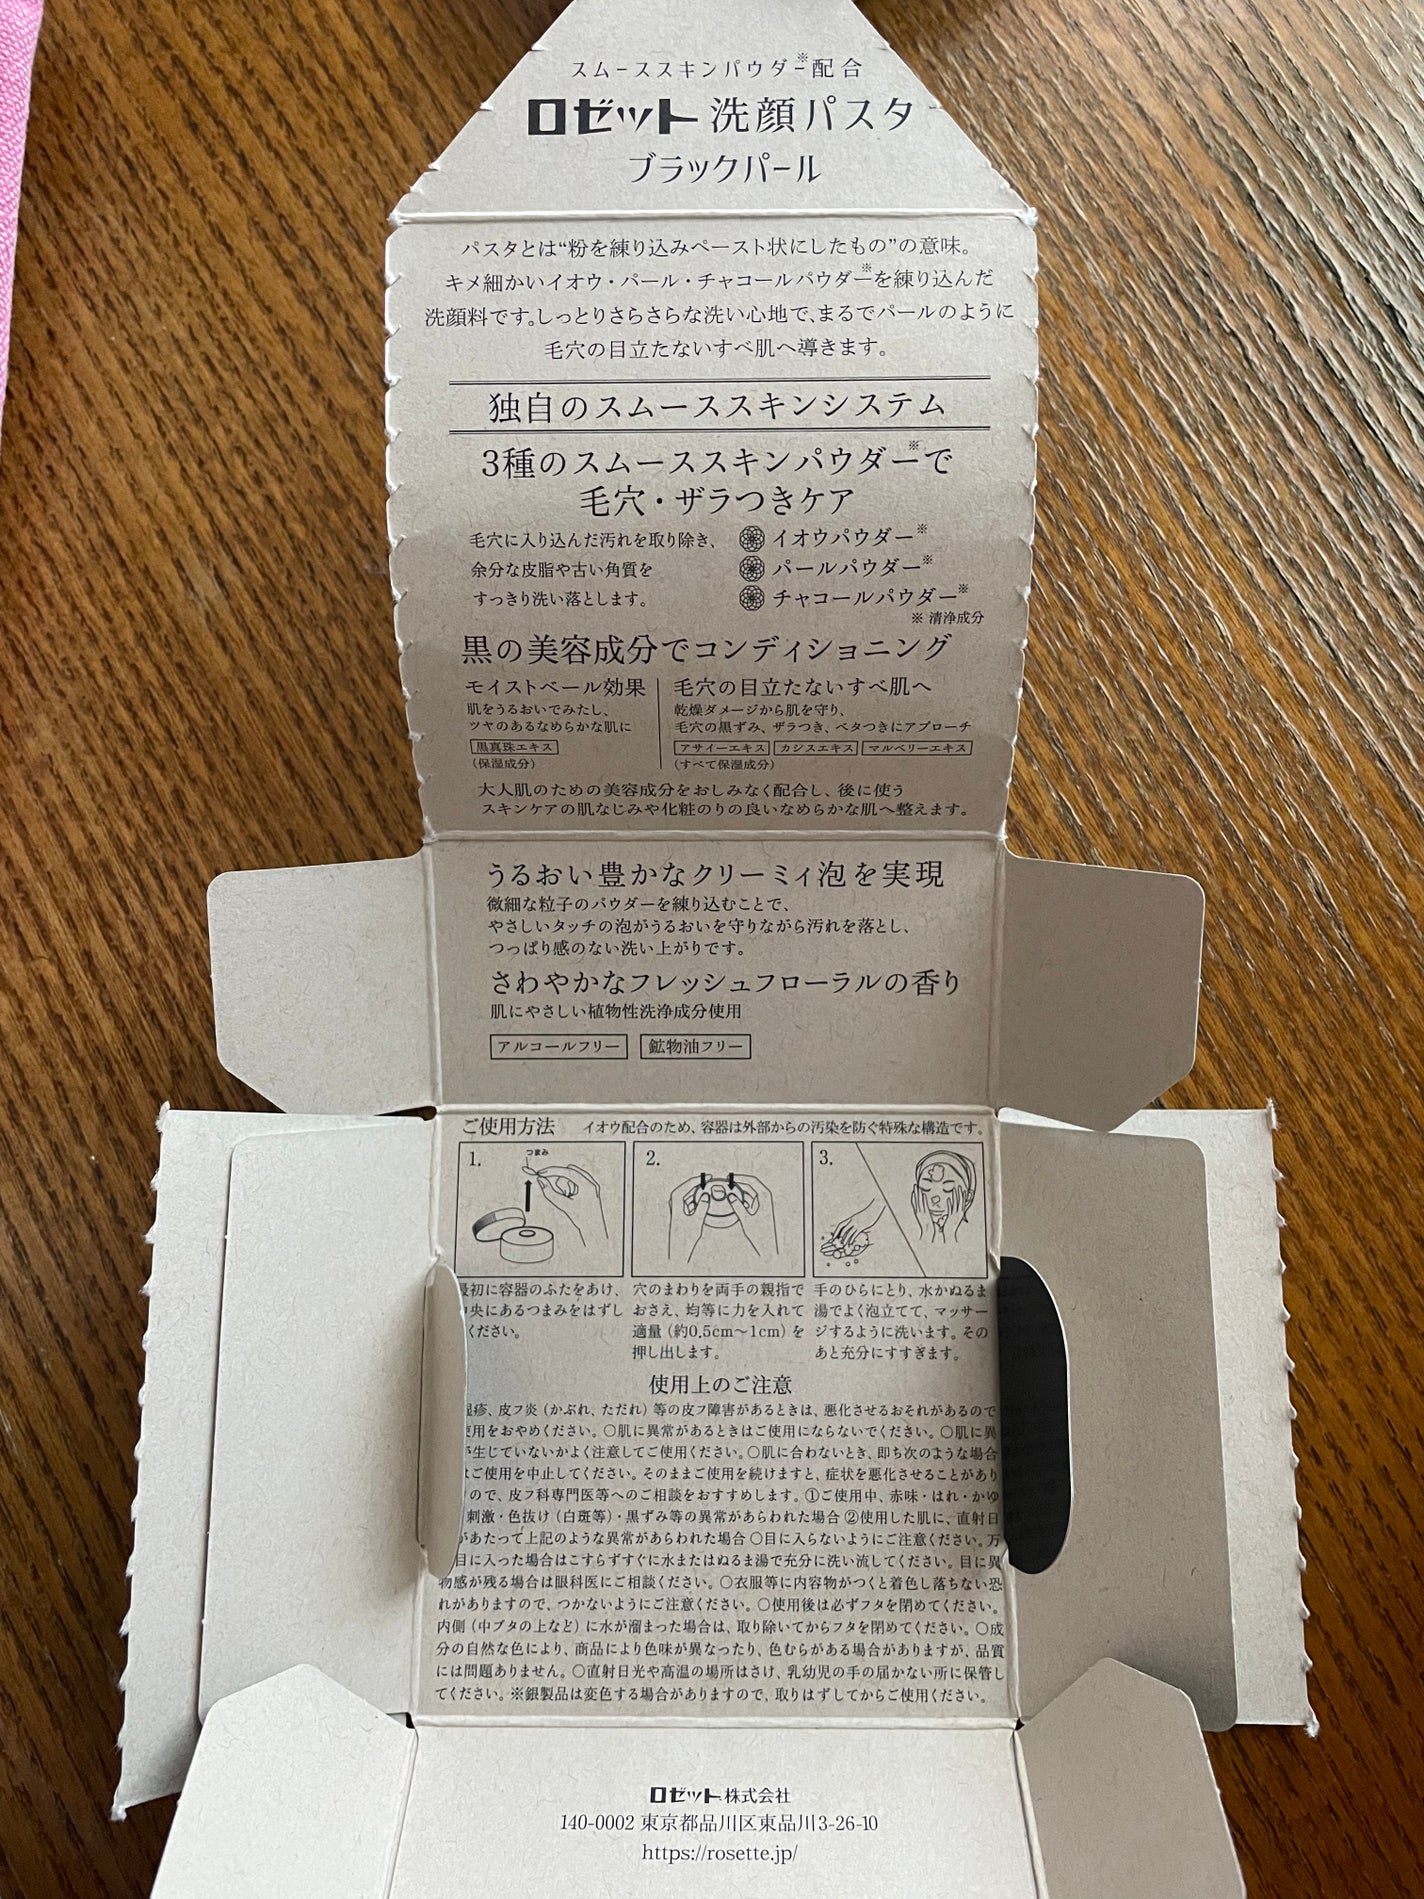 スムーススキンパウダー※配合
ロゼット 洗顔パスタ
ブラックパール
パスタとは“粉を練り込みペースト状にしたもの”の意味。
キメ細かいイオウ・パール・チャコールパウダー※を練り込んだ
洗顔料です。しっとりさらさらな洗い心地で、まるでパールのように
毛穴の目立たないすべ肌へ導きます。
独自のスムーススキンシステム
3種のスムーススキンパウダー※で
毛穴・ザラつきケア
毛穴に入り込んだ汚れを取り除き、
余分な皮脂や古い角質を
すっきり洗い落とします。
イオウパウダー※
パールパウダー※
チャコールパウダー※
※ 清浄成分
黒の美容成分でコンディショニング
モイストベール効果
肌をうるおいでみたし、
ツヤのあるなめらかな肌に
黒真珠エキス
(保湿成分)
毛穴の目立たないすべ肌へ
乾燥ダメージから肌を守り、
毛穴の黒ずみ、ザラつき、ベタつきにアプローチ
アサイーエキス カシスエキス マルベリーエキス
(すべて保湿成分)
大人肌のための美容成分をおしみなく配合し、後に使う
スキンケアの肌なじみや化粧のりの良いなめらかな肌へ整えます。
うるおい豊かなクリーミィ泡を実現
微細な粒子のパウダーを練り込むことで、
やさしいタッチの泡がうるおいを守りながら汚れを落とし、
つっぱり感のない洗い上がりです。
さわやかなフレッシュフローラルの香り
肌にやさしい植物性洗浄成分使用
アルコールフリー 鉱物油フリー
ご使用方法 イオウ配合のため、容器は外部からの汚染を防ぐ特殊な構造です。
1.
つまみ
最初に容器のふたをあけ、
央にあるつまみをはずし
ください。
2.
穴のまわりを両手の親指で
おさえ、均等に力を入れて
適量（約0.5cm〜1cm）を
押し出します。
3.
手のひらにとり、水かぬるま
湯でよく泡立てて、マッサー
ジするように洗います。その
あと充分にすすぎます。
使用上のご注意
湿疹、皮フ炎（かぶれ、ただれ）等の皮フ障害があるときは、悪化させるおそれがあるので
使用をおやめください。○肌に異常があるときはご使用にならないでください。○肌に異
が生じていないかよく注意してご使用ください。○肌に合わないとき、即ち次のような場合
はご使用を中止してください。そのままご使用を続けますと、症状を悪化させることがあり
ので、皮フ科専門医等へのご相談をおすすめします。①ご使用中、赤味・はれ・かゆ
刺激・色抜け（白斑等）・黒ずみ等の異常があらわれた場合 ②使用した肌に、直射日
があたって上記のような異常があらわれた場合 ○目に入らないようにご注意ください。万
目に入った場合はこすらずすぐに水またはぬるま湯で充分に洗い流してください。目に異
物感が残る場合は眼科医にご相談ください。○衣服等に内容物がつくと着色し落ちない恐
れがありますので、つかないようにご注意ください。○使用後は必ずフタを閉めてください。
内側（中ブタの上など）に水が溜まった場合は、取り除いてからフタを閉めてください。○成
分の自然な色により、商品により色味が異なったり、色むらがある場合がありますが、品質
には問題ありません。○直射日光や高温の場所はさけ、乳幼児の手の届かない所に保管し
てください。※銀製品は変色する場合がありますので、取りはずしてからご使用ください。
ロゼット株式会社
140-0002 東京都品川区東品川3-26-10
https://rosette.jp/